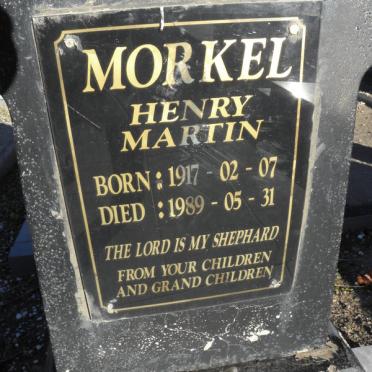 MORKEL
HENRY
MARTIN
BORN : 1917 - 02 - 07
DIED : 1989 - 05 - 31
THE LORD IS MY SHEPHARD
FROM YOUR CHILDREN
AND GRAND CHILDREN